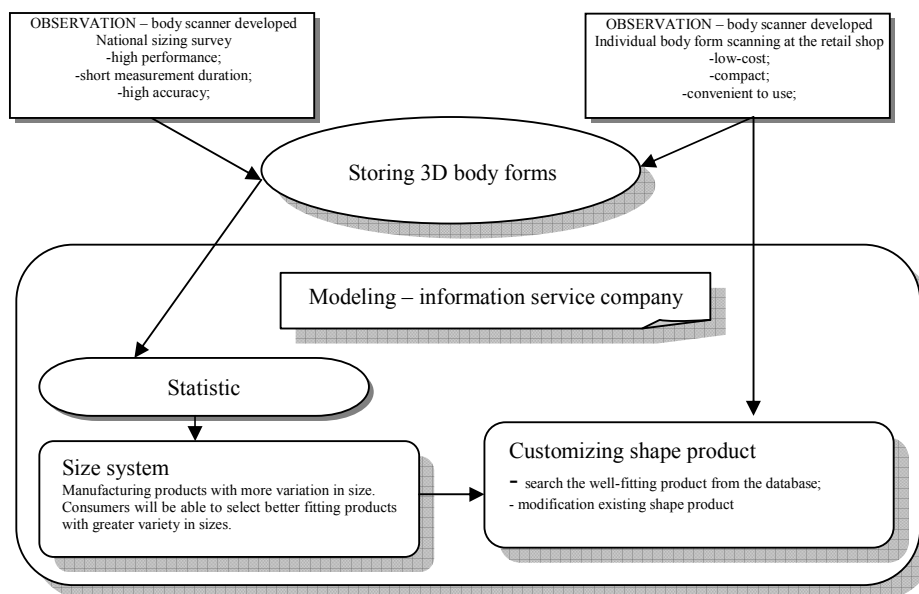 OBSERVATION – body scanner developed
National sizing survey
-high performance;
-short measurement duration;
-high accuracy;
OBSERVATION – body scanner developed
Individual body form scanning at the retail shop
-low-cost;
-compact;
-convenient to use;
Storing 3D body forms
Modeling – information service company
Statistic
Size system
Manufacturing products with more variation in size.
Consumers will be able to select better fitting products
with greater variety in sizes.
Customizing shape product
- search the well-fitting product from the database;
- modification existing shape product